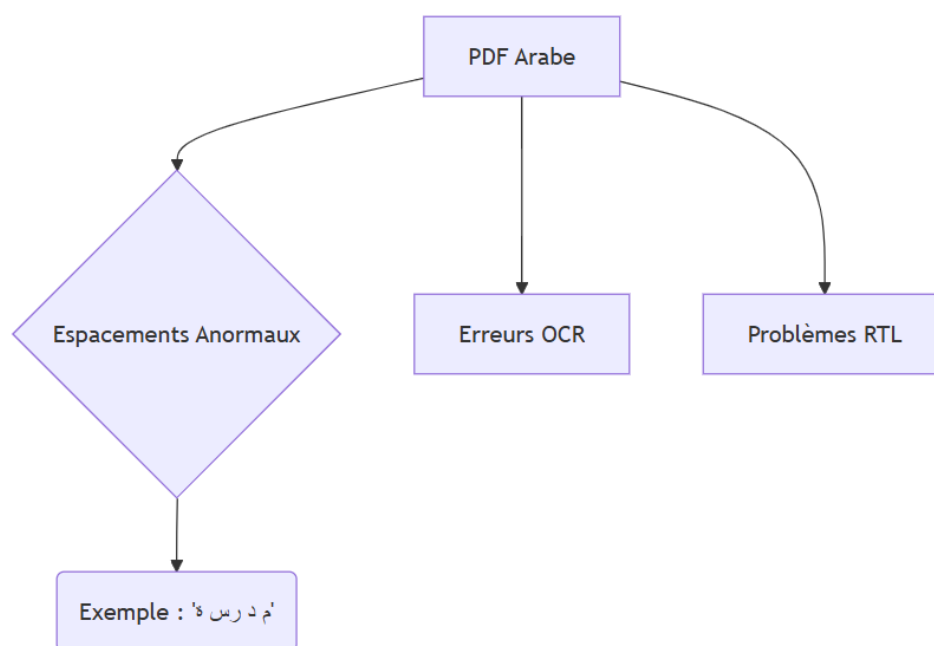 PDF Arabe
Espacements Anormaux
Erreurs OCR
Problèmes RTL
Exemple : 'م د رس ة'